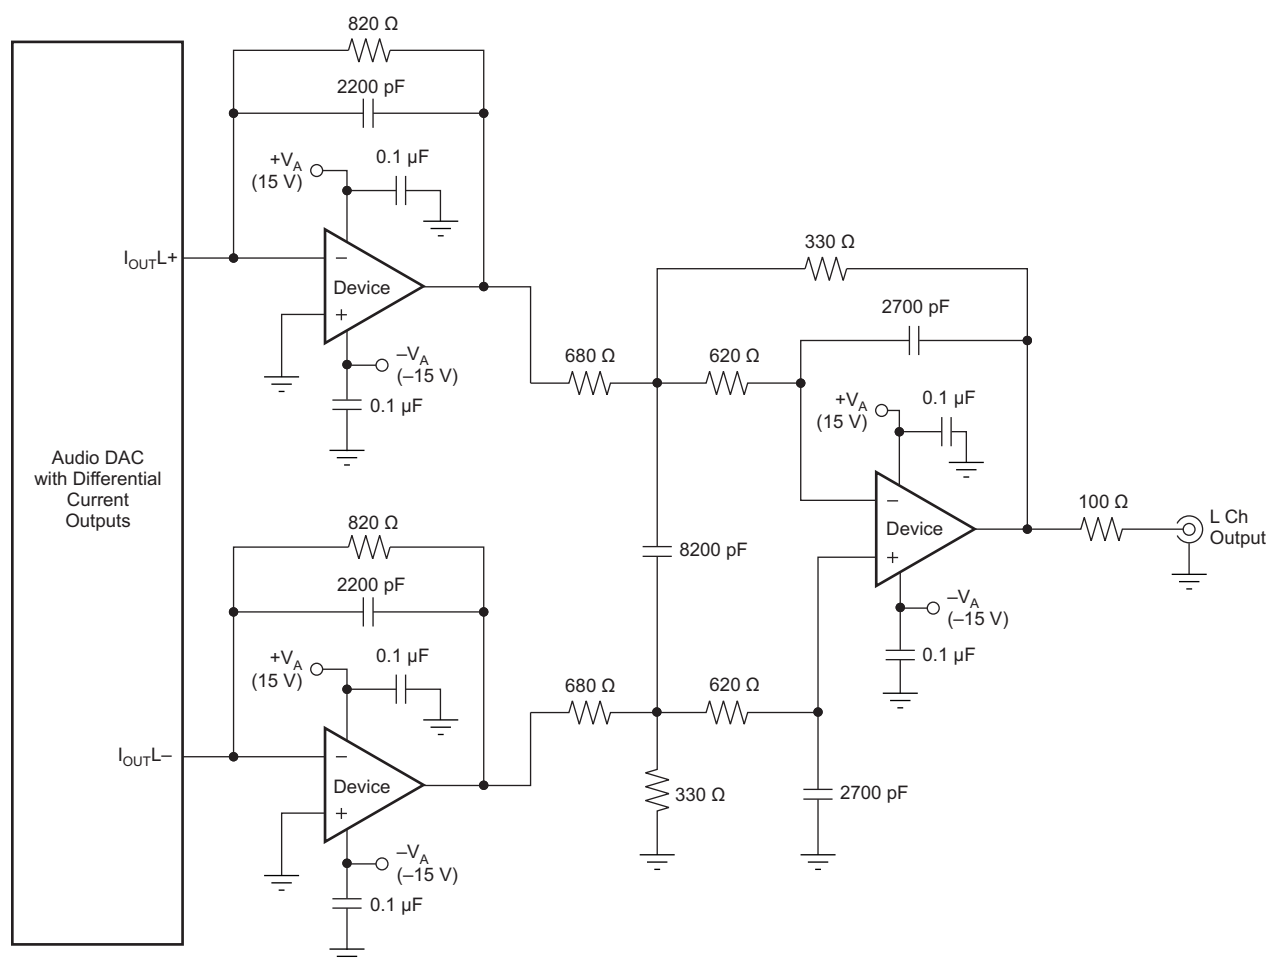 820 Ω
2200 pF
+VA
(15 V)
0.1 µF
IOUTL+
−
Device
+
–VA
(–15 V)
0.1 µF
330 Ω
2700 pF
680 Ω
620 Ω
+VA
(15 V)
0.1 µF
Audio DAC
with Differential
Current
Outputs
−
Device
+
100 Ω
L Ch
Output
820 Ω
8200 pF
2200 pF
–VA
(–15 V)
0.1 µF
+VA
(15 V)
0.1 µF
680 Ω
620 Ω
IOUTL–
−
Device
+
330 Ω
2700 pF
–VA
(–15 V)
0.1 µF